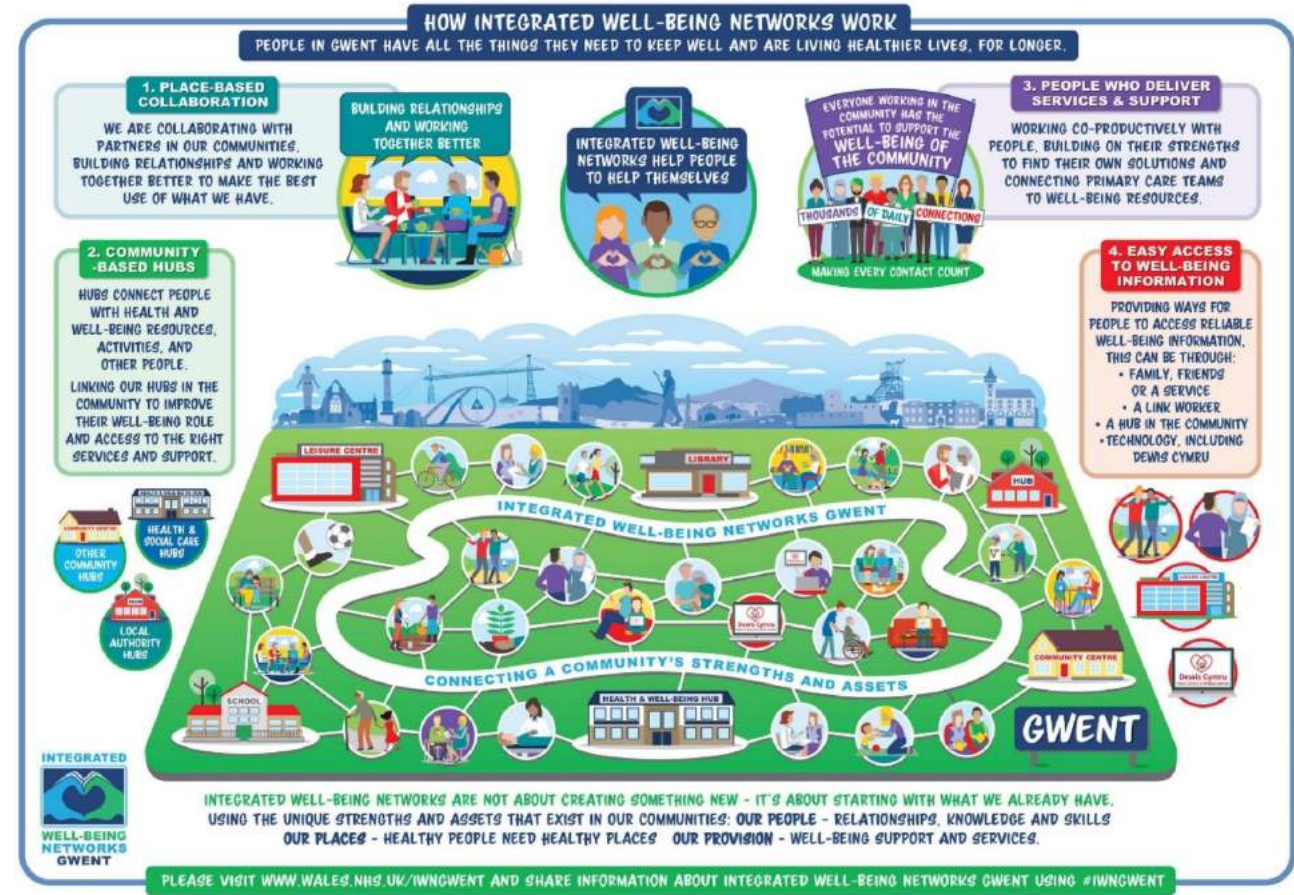 HOW INTEGRATED WELL-BEING NETWORKS WORK
PEOPLE IN GWENT HAVE ALL THE THINGS THEY NEED TO KEEP WELL AND ARE LIVING HEALTHIER LIVES, FOR LONGER.
1. PLACE-BASED
COLLABORATION
WE ARE COLLABORATING WITH
PARTNERS IN OUR COMMUNITIES,
BUILDING RELATIONSHIPS AND WORKING
TOGETHER BETTER TO MAKE THE BEST
USE OF WHAT WE HAVE.
BUILDING RELATIONSHIPS
AND WORKING
TOGETHER BETTER
INTEGRATED WELL-BEING
NETWORKS HELP PEOPLE
TO HELP THEMSELVES
EVERYONE WORKING IN THE
COMMUNITY HAS THE
POTENTIAL TO SUPPORT THE
WELL-BEING OF
THE COMMUNITY
THOUSANDS OF DAILY CONNECTIONS
MAKING EVERY CONTACT COUNT
3. PEOPLE WHO DELIVER
SERVICES & SUPPORT
WORKING CO-PRODUCTIVELY WITH
PEOPLE, BUILDING ON THEIR STRENGTHS
TO FIND THEIR OWN SOLUTIONS AND
CONNECTING PRIMARY CARE TEAMS
TO WELL-BEING RESOURCES.
2. COMMUNITY
-BASED HUBS
HUBS CONNECT PEOPLE
WITH HEALTH AND
WELL-BEING RESOURCES,
ACTIVITIES, AND
OTHER PEOPLE.
LINKING OUR HUBS IN THE
COMMUNITY TO IMPROVE
THEIR WELL-BEING ROLE
AND ACCESS TO THE RIGHT
SERVICES AND SUPPORT.
4. EASY ACCESS
TO WELL-BEING
INFORMATION
PROVIDING WAYS FOR
PEOPLE TO ACCESS RELIABLE
WELL-BEING INFORMATION,
THIS CAN BE THROUGH:
• FAMILY, FRIENDS
OR A SERVICE
• A LINK WORKER
• A HUB IN THE COMMUNITY
• TECHNOLOGY, INCLUDING
DEWIS CYMRU
COMMUNITY CENTRE
OTHER
COMMUNITY
HUBS
HEALTH &
SOCIAL CARE
HUBS
HUB
LOCAL
AUTHORITY
HUBS
LEISURE CENTRE
LIBRARY
HUB
INTEGRATED WELL-BEING NETWORKS GWENT
Dewis Cymru
CONNECTING A COMMUNITY'S STRENGTHS AND ASSETS
COMMUNITY CENTRE
SCHOOL
HEALTH & WELL-BEING HUB
GWENT
LEISURE CENTRE
Dewis Cymru
INTEGRATED
WELL-BEING
NETWORKS
GWENT
INTEGRATED WELL-BEING NETWORKS ARE NOT ABOUT CREATING SOMETHING NEW - IT'S ABOUT STARTING WITH WHAT WE ALREADY HAVE,
USING THE UNIQUE STRENGTHS AND ASSETS THAT EXIST IN OUR COMMUNITIES: OUR PEOPLE - RELATIONSHIPS, KNOWLEDGE AND SKILLS
OUR PLACES - HEALTHY PEOPLE NEED HEALTHY PLACES OUR PROVISION - WELL-BEING SUPPORT AND SERVICES.
PLEASE VISIT WWW.WALES.NHS.UK/IWNGWENT AND SHARE INFORMATION ABOUT INTEGRATED WELL-BEING NETWORKS GWENT USING #IWNGWENT